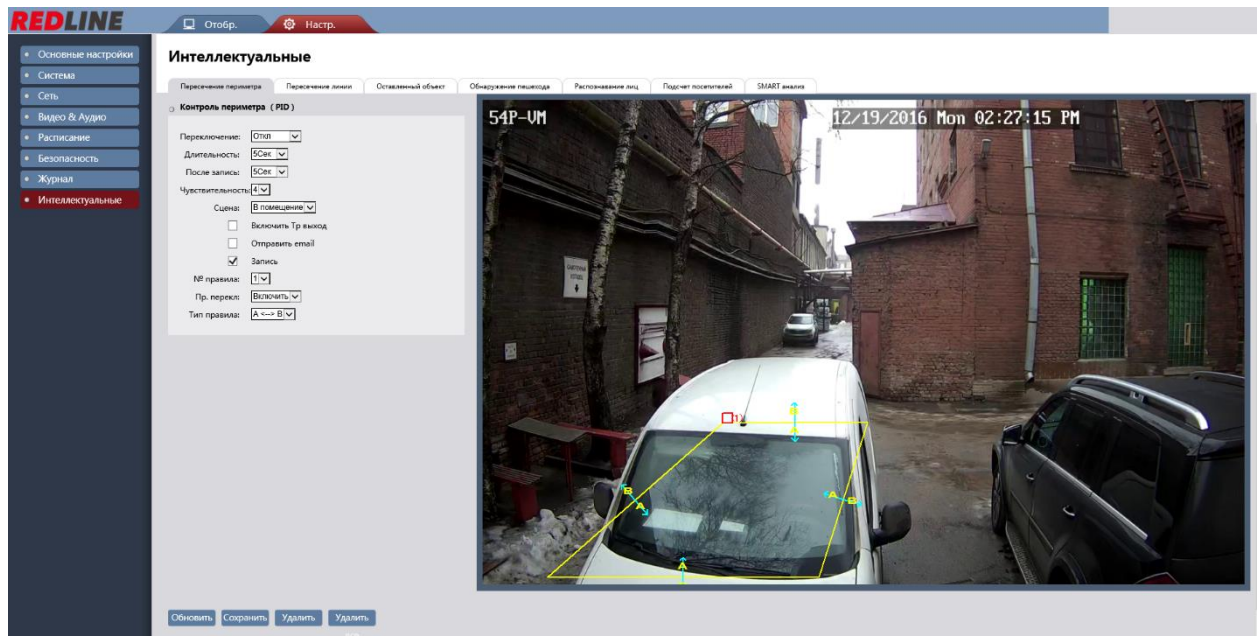 REDLINE
Отобр.
Настр.
Основные настройки
Система
Сеть
Видео & Аудио
Расписание
Безопасность
Журнал
Интеллектуальные
Интеллектуальные
Пересечение периметра
Пересечение линии
Оставленный объект
Обнаружение пешехода
Распознавание лиц
Подсчет посетителей
SMART анализ
Контроль периметра (PID)
Переключение: Откл
Длительность: 5Сек
После запись: 5Сек
Чувствительность: 4
Сцена: В помещение
Включить Тр выход
Отправить email
Запись
№ правила: 1
Пр. перекл: Включить
Тип правила: A <--> B
54P-VM
12/19/2016 Mon 02:27:15 PM
1)
B
A
B
A
A
B
A
Обновить
Сохранить
Удалить
Удалить